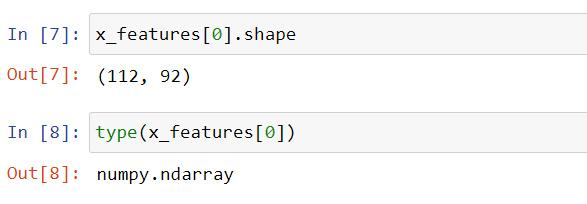 In [7]: x_features[0].shape
Out[7]: (112, 92)
In [8]: type(x_features[0])
Out[8]: numpy.ndarray